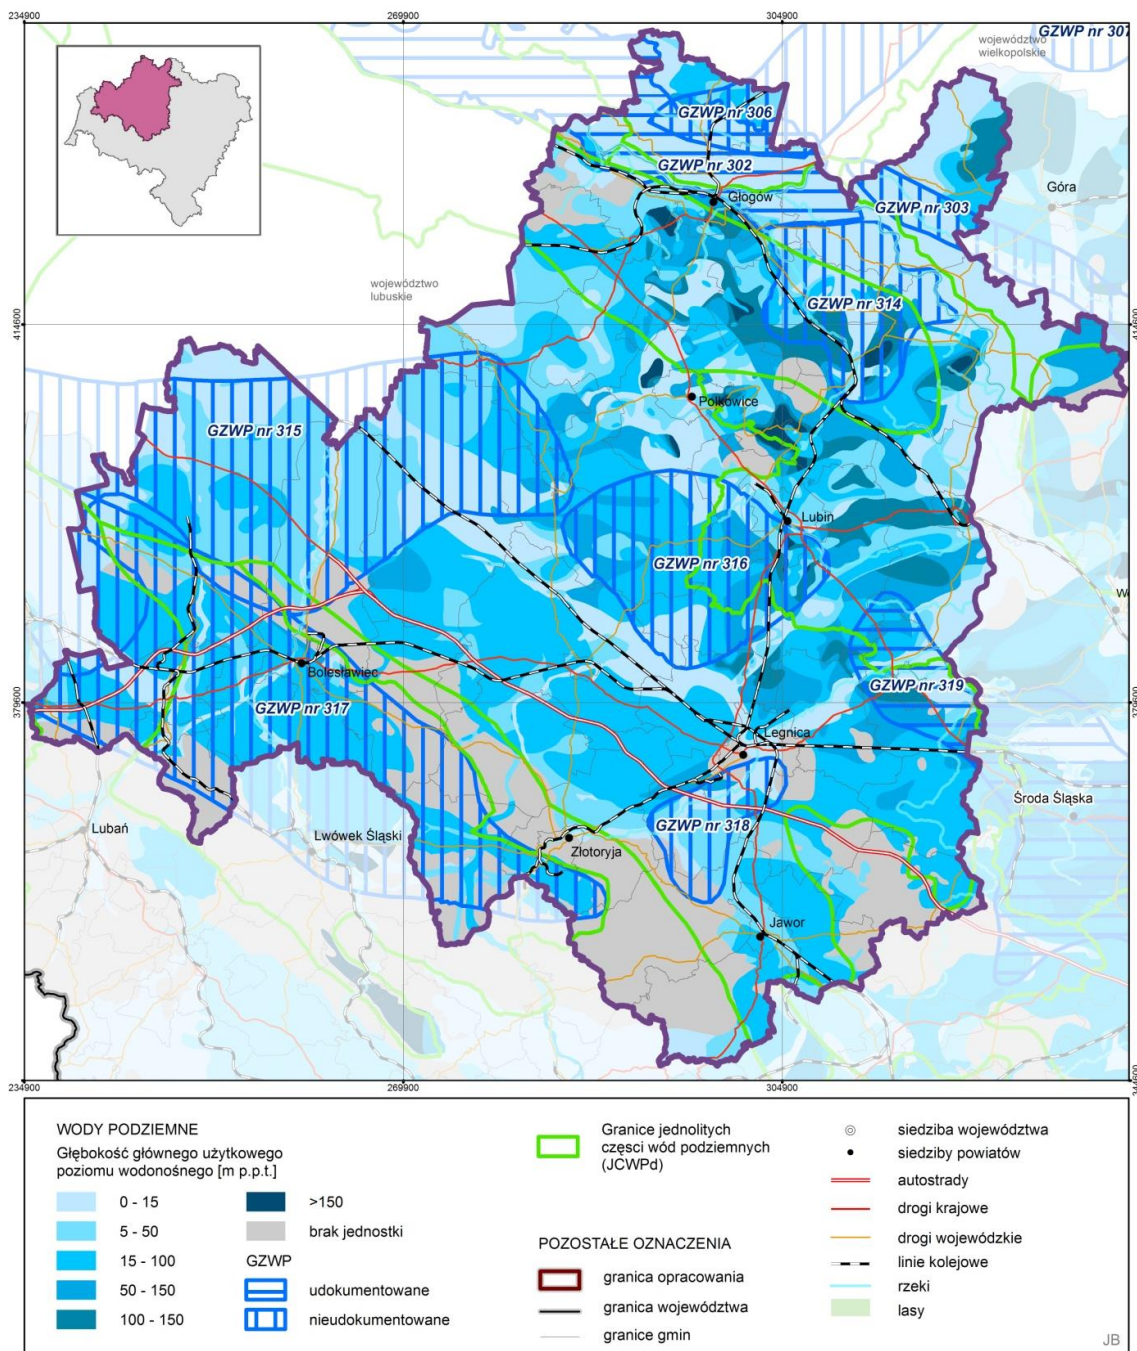 234900
269900
304900
województwo
wielkopolskie
GZWP nr 307
GZWP nr 306
GZWP nr 302
Głogów
Góra
GZWP nr 303
województwo
lubuskie
GZWP nr 314
414600
414600
Polkowice
GZWP nr 315
Lubin
GZWP nr 316
Bolesławiec
GZWP nr 319
379600
379600
GZWP nr 317
Legnica
Środa Śląska
Lubań
Lwówek Śląski
Złotoryja
GZWP nr 318
Jawor
234900
269900
304900
344600
WODY PODZIEMNE
Głębokość głównego użytkowego
poziomu wodonośnego [m p.p.t.]
0 - 15
5 - 50
15 - 100
50 - 150
100 - 150
>150
brak jednostki
GZWP
udokumentowane
nieudokumentowane
Granice jednolitych
części wód podziemnych
(JCWPd)
POZOSTAŁE OZNACZENIA
granica opracowania
granica województwa
granice gmin
siedziba województwa
siedziby powiatów
autostrady
drogi krajowe
drogi wojewódzkie
linie kolejowe
rzeki
lasy
JB